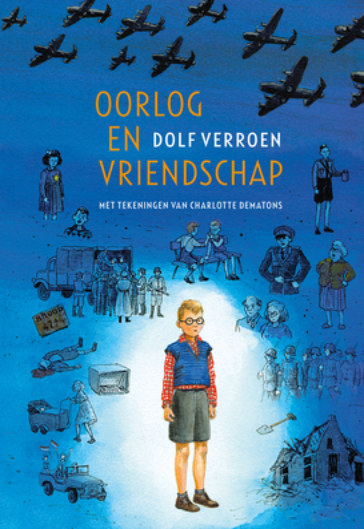 OORLOG
EN DOLF VERROEN
VRIENDSCHAP
MET TEKENINGEN VAN CHARLOTTE DEMATONS